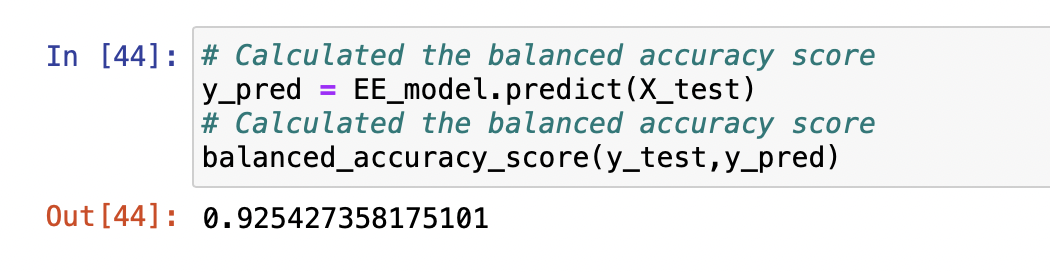 In [44]: # Calculated the balanced accuracy score
y_pred = EE_model.predict(X_test)
# Calculated the balanced accuracy score
balanced_accuracy_score(y_test,y_pred)
Out[44]: 0.925427358175101